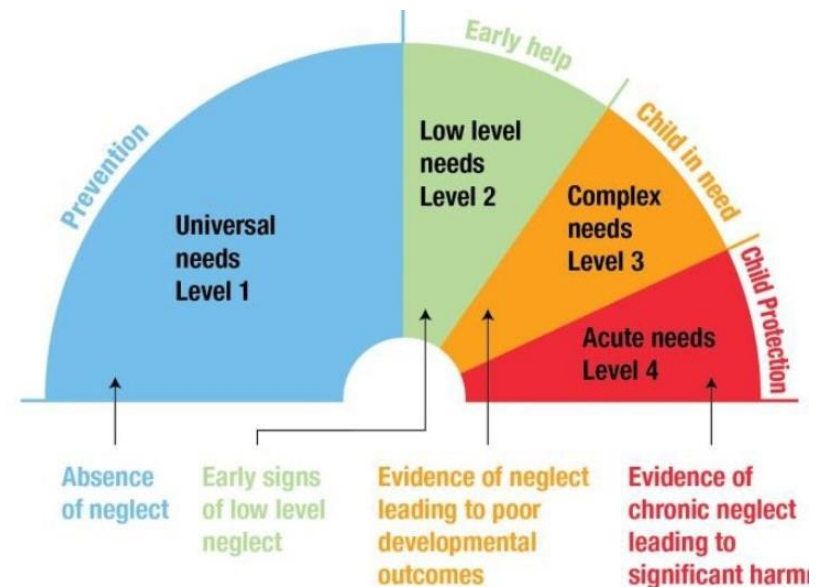 Prevention
Early help
Child in need
Child Protection
Universal
needs
Level 1
Low level
needs
Level 2
Complex
needs
Level 3
Acute needs
Level 4
Absence
of neglect
Early signs
of low level
neglect
Evidence of neglect
leading to poor
developmental
outcomes
Evidence of
chronic neglect
leading to
significant harm